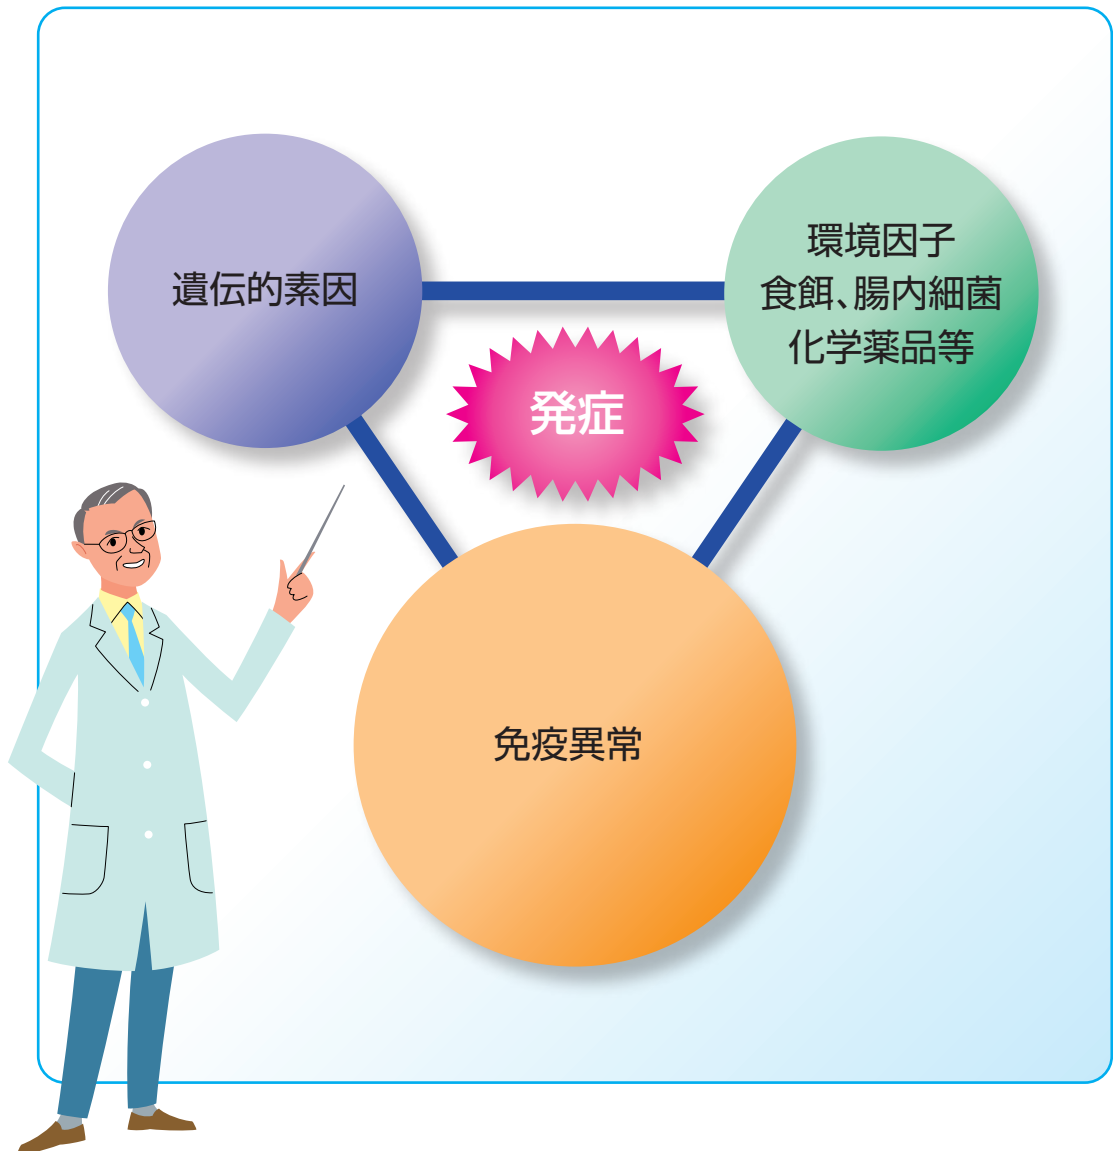 遺伝的素因
環境因子
食餌、腸内細菌
化学薬品等
発症
免疫異常